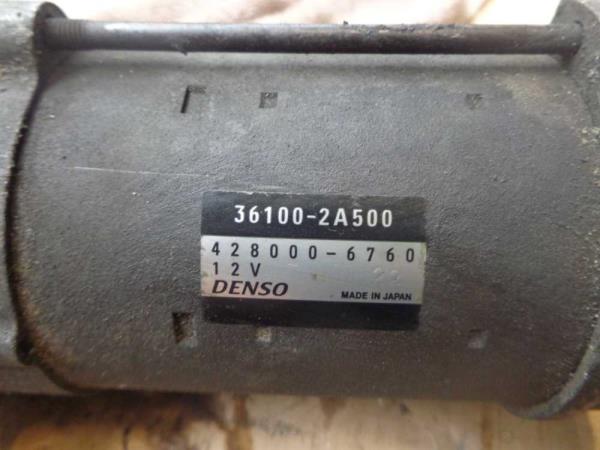 36100-2A500
428000-6760
12V
DENSO MADE IN JAPAN